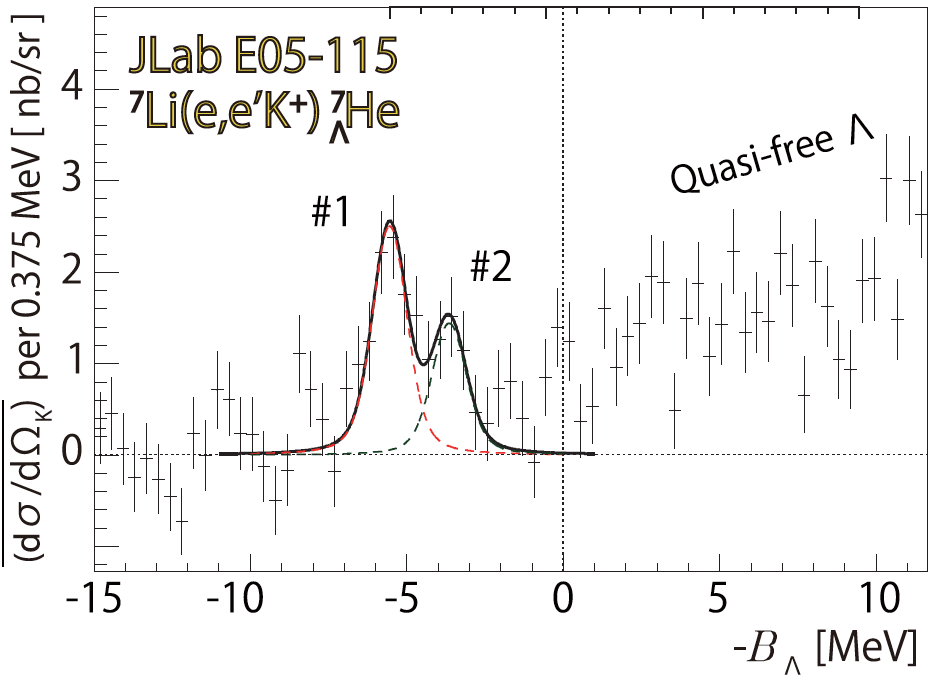 JLab E05-115
⁷Li(e,e’K⁺) ⁷ΛHe
Quasi-free Λ
#1
#2
(dσ/dΩK) per 0.375 MeV [ nb/sr ]
4
3
2
1
0
-15 -10 -5 0 5 10
-BΛ [MeV]